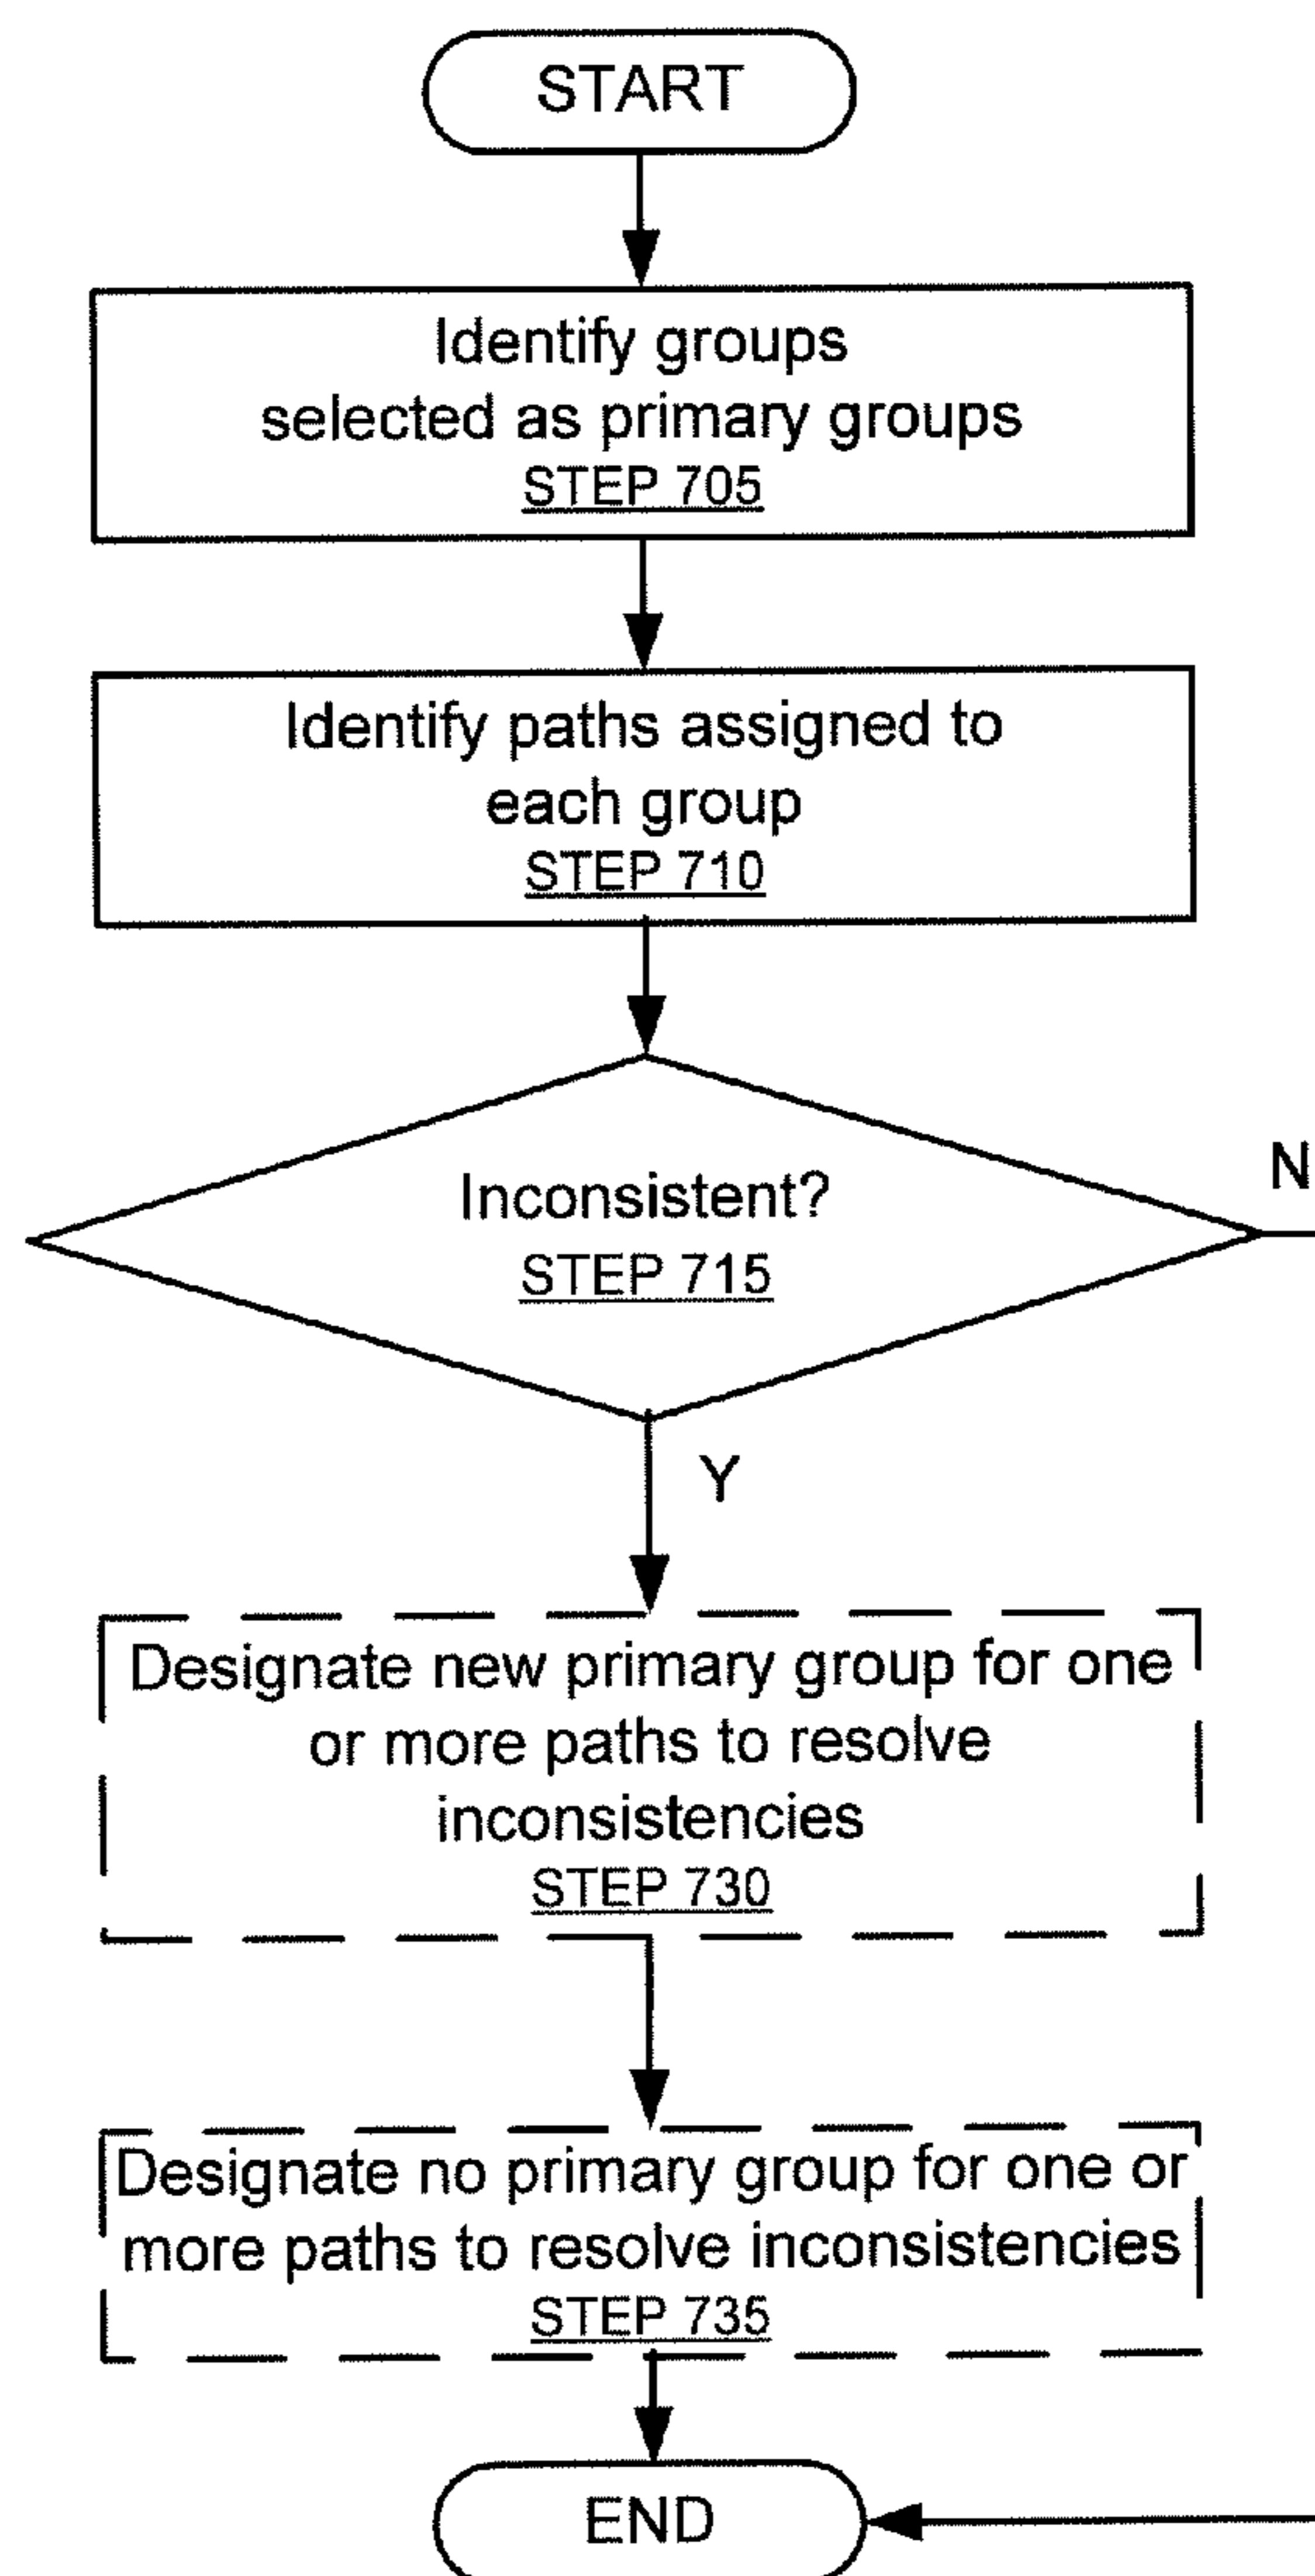 START
Identify groups
selected as primary groups
STEP 705
Identify paths assigned to
each group
STEP 710
Inconsistent?
STEP 715
N
Y
Designate new primary group for one
or more paths to resolve
inconsistencies
STEP 730
Designate no primary group for one or
more paths to resolve inconsistencies
STEP 735
END